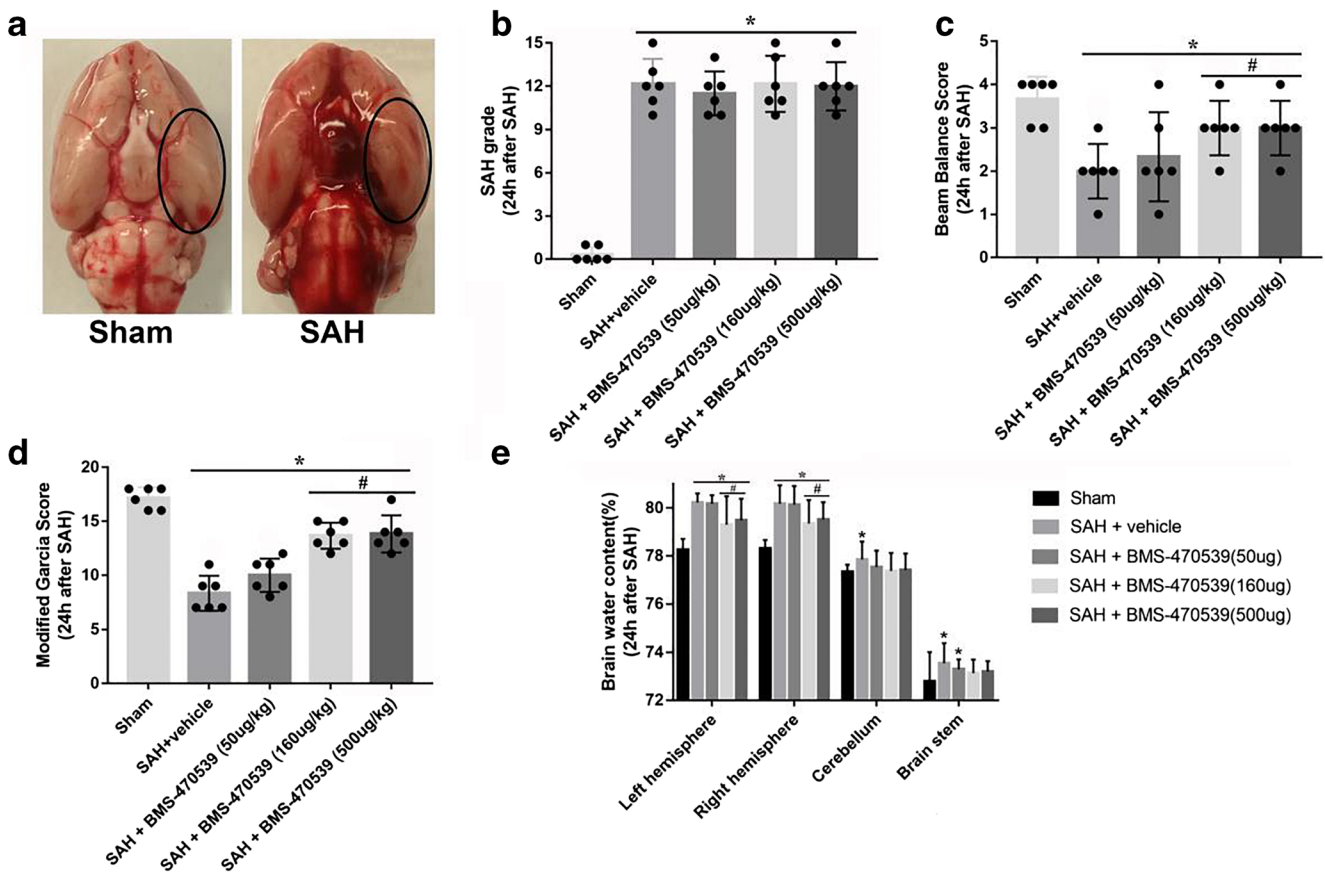 a
Sham
SAH
b
SAH grade
(24h after SAH)
15
12
9
6
3
0
*
Sham
SAH+vehicle
SAH + BMS-470539 (50ug/kg)
SAH + BMS-470539 (160ug/kg)
SAH + BMS-470539 (500ug/kg)
c
Beam Balance Score
(24h after SAH)
5
4
3
2
1
0
*
#
Sham
SAH+vehicle
SAH + BMS-470539 (50ug/kg)
SAH + BMS-470539 (160ug/kg)
SAH + BMS-470539 (500ug/kg)
d
Modified Garcia Score
(24h after SAH)
20
15
10
5
0
*
#
Sham
SAH+vehicle
SAH + BMS-470539 (50ug/kg)
SAH + BMS-470539 (160ug/kg)
SAH + BMS-470539 (500ug/kg)
e
Brain water content(%)
(24h after SAH)
80
78
76
74
72
*
#
*
#
*
*
*
Left hemisphere
Right hemisphere
Cerebellum
Brain stem
Sham
SAH + vehicle
SAH + BMS-470539(50ug)
SAH + BMS-470539(160ug)
SAH + BMS-470539(500ug)